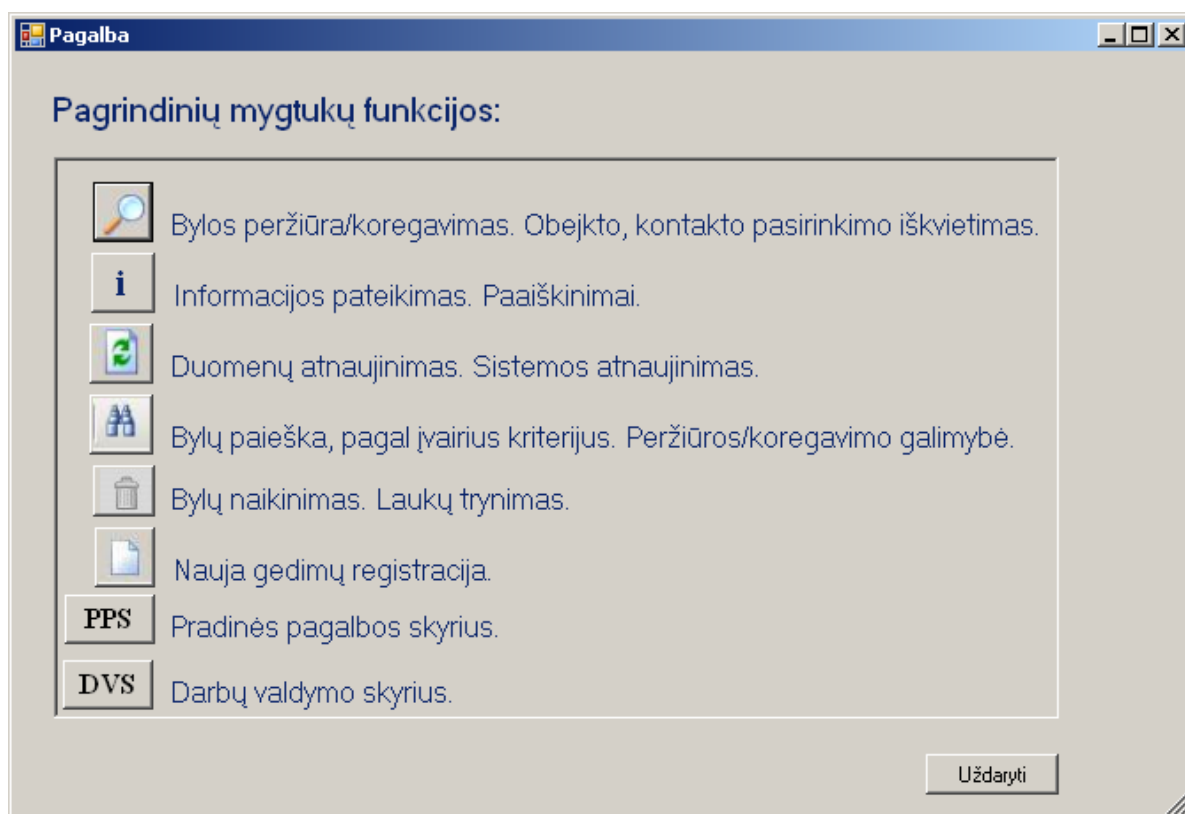 Pagalba
Pagrindinių mygtukų funkcijos:
Bylos peržiūra/koregavimas. Obejkto, kontakto pasirinkimo iškvietimas.
i Informacijos pateikimas. Paaiškinimai.
Duomenų atnaujinimas. Sistemos atnaujinimas.
Bylų paieška, pagal įvairius kriterijus. Peržiūros/koregavimo galimybė.
Bylų naikinimas. Laukų trynimas.
Nauja gedimų registracija.
PPS Pradinės pagalbos skyrius.
DVS Darbų valdymo skyrius.
Uždaryti